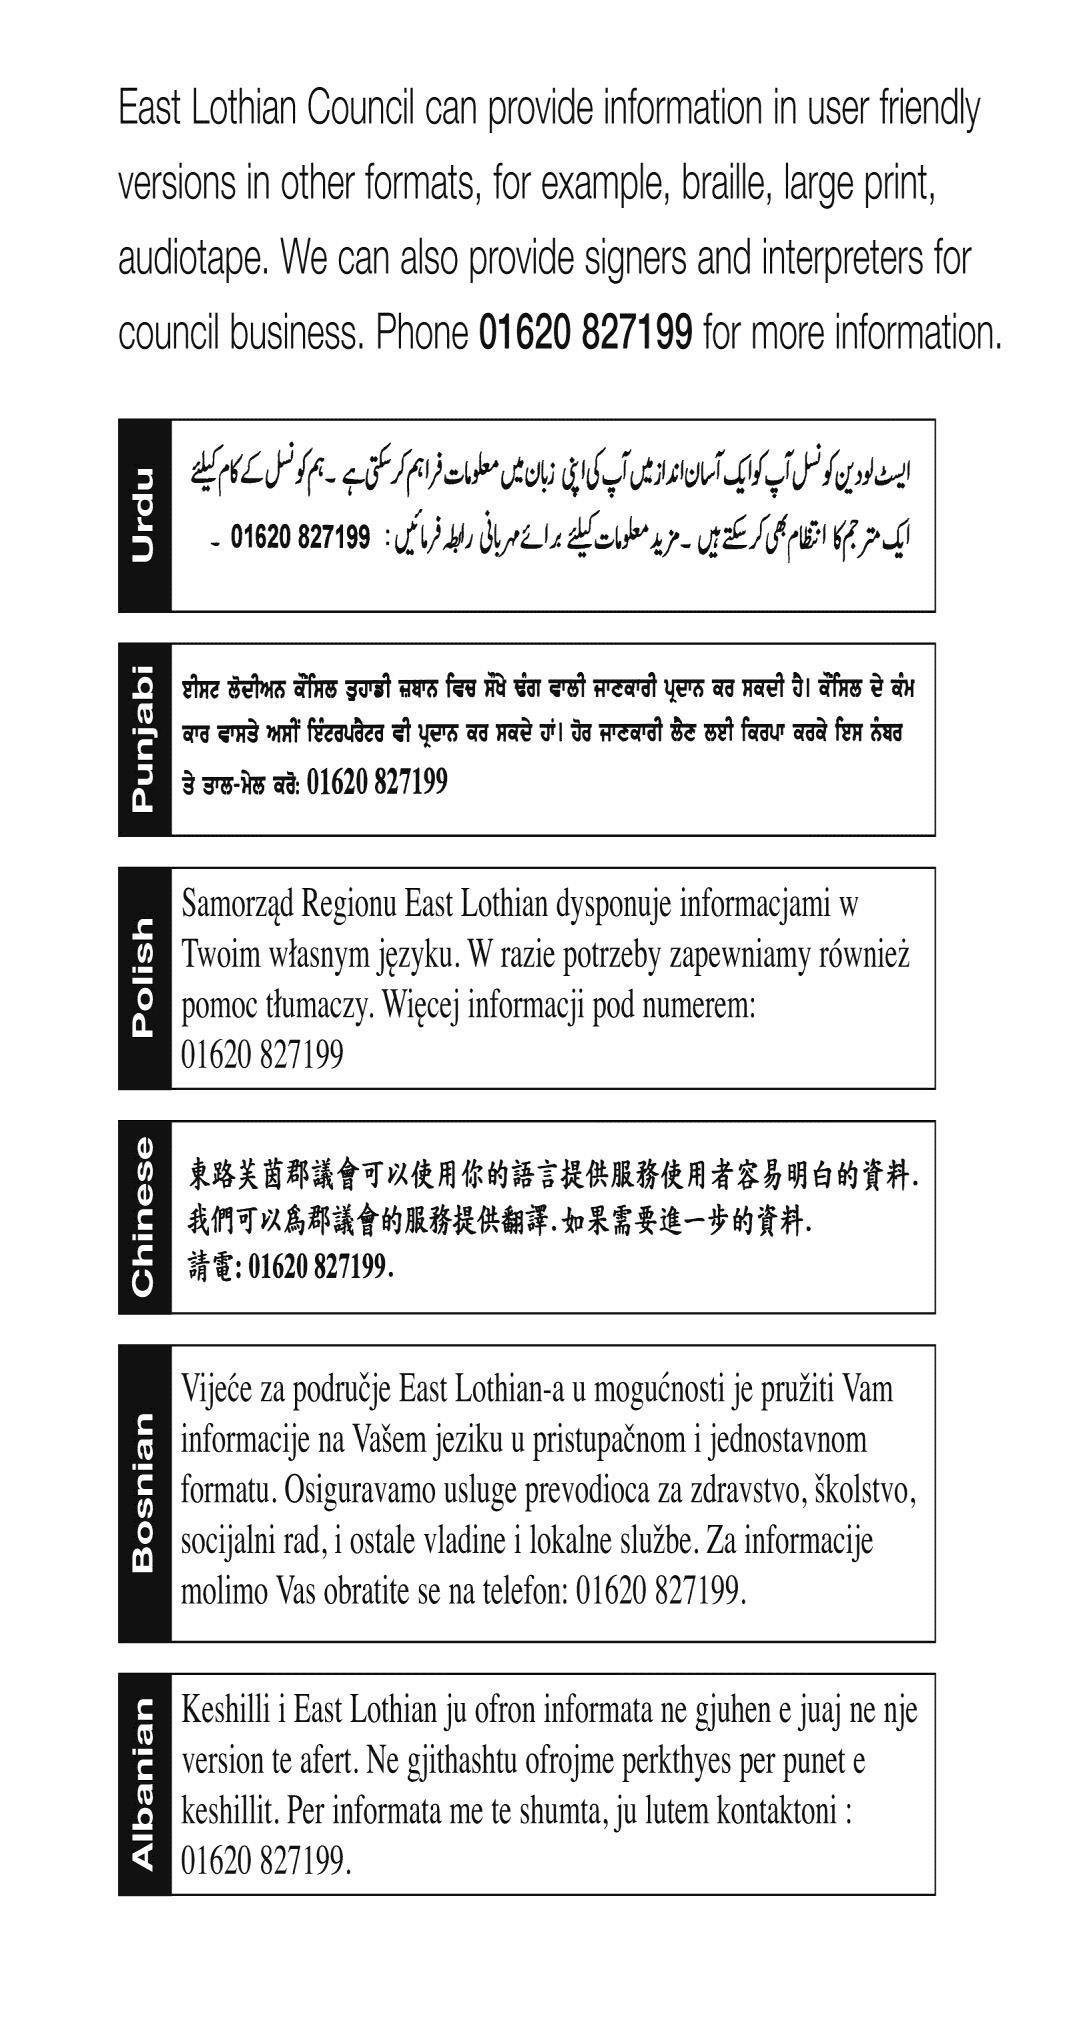 East Lothian Council can provide information in user friendly
versions in other formats, for example, braille, large print,
audiotape. We can also provide signers and interpreters for
council business. Phone 01620 827199 for more information.
Urdu
ایسٹ لودین کونسل آپ کو ایک آسان انداز میں آپ کی اپنی زبان میں معلومات فراہم کر سکتی ہے ۔ ہم کونسل کے کام کیلئے
ایک مترجم کا انتظام بھی کر سکتے ہیں ۔ مزید معلومات کیلئے برائے مہربانی رابطہ فرمائیں : 01620 827199 ۔
Punjabi
ਈਸਟ ਲੋਦੀਅਨ ਕੌਂਸਿਲ ਤੁਹਾਡੀ ਜ਼ਬਾਨ ਵਿਚ ਸੌਖੇ ਢੰਗ ਵਾਲੀ ਜਾਣਕਾਰੀ ਪ੍ਰਦਾਨ ਕਰ ਸਕਦੀ ਹੈ। ਕੌਂਸਿਲ ਦੇ ਕੰਮ
ਕਾਰ ਵਾਸਤੇ ਅਸੀਂ ਇੰਟਰਪਰੈਟਰ ਵੀ ਪ੍ਰਦਾਨ ਕਰ ਸਕਦੇ ਹਾਂ। ਹੋਰ ਜਾਣਕਾਰੀ ਲੈਣ ਲਈ ਕਿਰਪਾ ਕਰਕੇ ਇਸ ਨੰਬਰ
ਤੇ ਤਾਲ-ਮੇਲ ਕਰੋ: 01620 827199
Polish
Samorząd Regionu East Lothian dysponuje informacjami w
Twoim własnym języku. W razie potrzeby zapewniamy również
pomoc tłumaczy. Więcej informacji pod numerem:
01620 827199
Chinese
東路芙茵郡議會可以使用你的語言提供服務使用者容易明白的資料.
我們可以為郡議會的服務提供翻譯.如果需要進一步的資料.
請電: 01620 827199.
Bosnian
Vijeće za područje East Lothian-a u mogućnosti je pružiti Vam
informacije na Vašem jeziku u pristupačnom i jednostavnom
formatu. Osiguravamo usluge prevodioca za zdravstvo, školstvo,
socijalni rad, i ostale vladine i lokalne službe. Za informacije
molimo Vas obratite se na telefon: 01620 827199.
Albanian
Keshilli i East Lothian ju ofron informata ne gjuhen e juaj ne nje
version te afert. Ne gjithashtu ofrojme perkthyes per punet e
keshillit. Per informata me te shumta, ju lutem kontaktoni :
01620 827199.